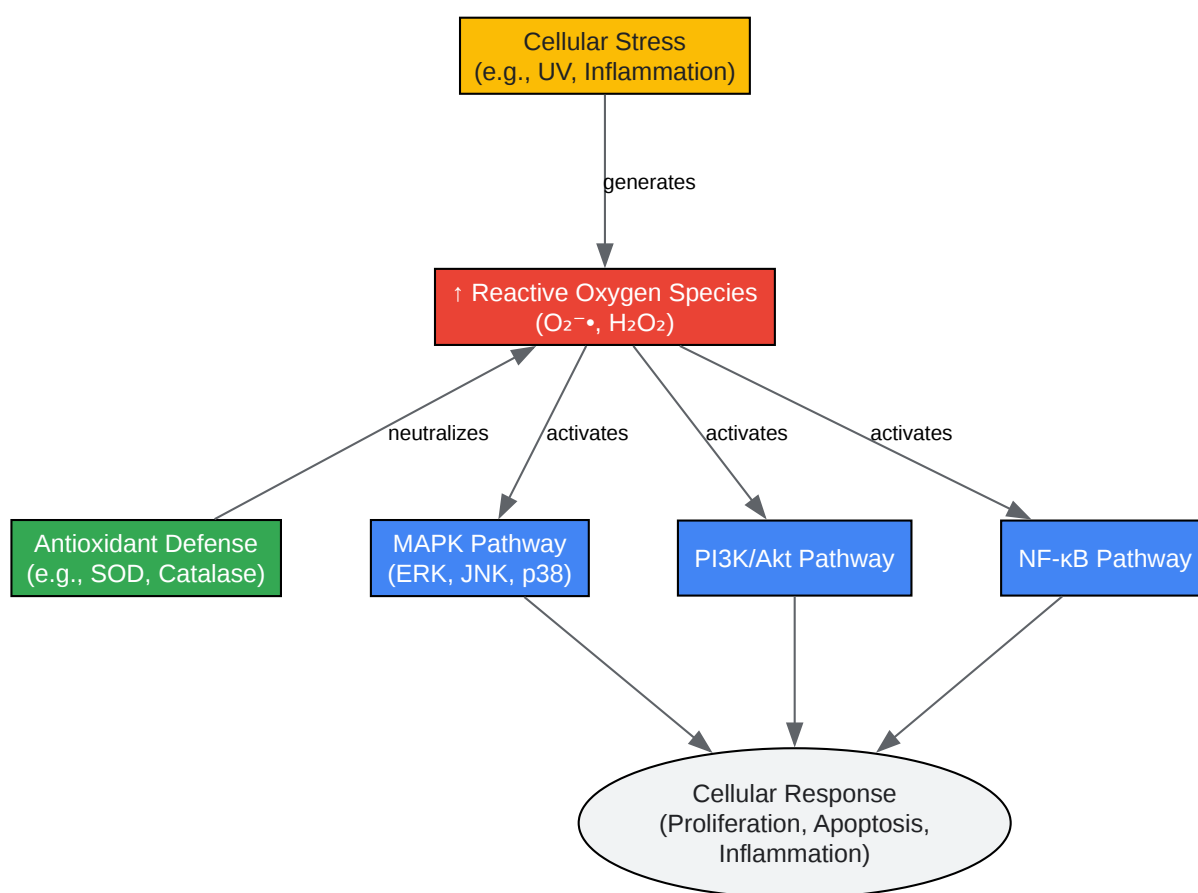 Cellular Stress
(e.g., UV, Inflammation)
generates
↑ Reactive Oxygen Species
(O₂⁻•, H₂O₂)
neutralizes
activates
activates
activates
Antioxidant Defense
(e.g., SOD, Catalase)
MAPK Pathway
(ERK, JNK, p38)
PI3K/Akt Pathway
NF-κB Pathway
Cellular Response
(Proliferation, Apoptosis,
Inflammation)